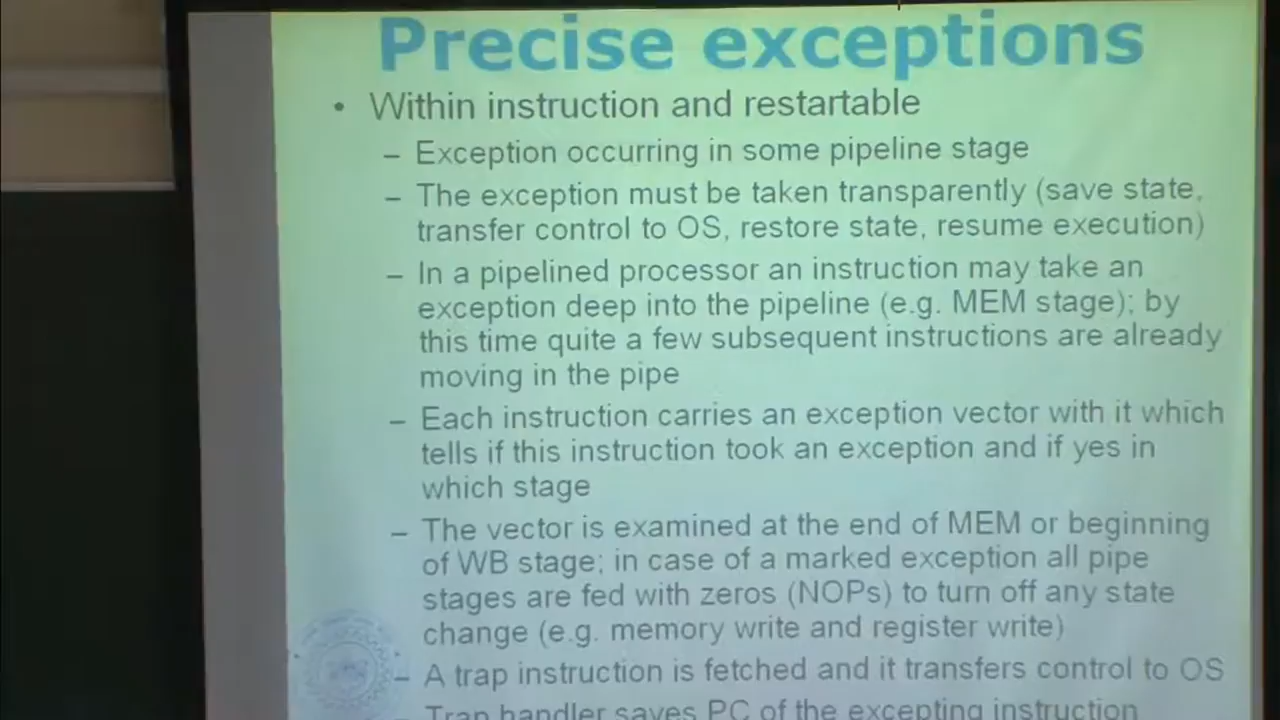 Precise exceptions
• Within instruction and restartable
– Exception occurring in some pipeline stage
– The exception must be taken transparently (save state,
transfer control to OS, restore state, resume execution)
– In a pipelined processor an instruction may take an
exception deep into the pipeline (e.g. MEM stage); by
this time quite a few subsequent instructions are already
moving in the pipe
– Each instruction carries an exception vector with it which
tells if this instruction took an exception and if yes in
which stage
– The vector is examined at the end of MEM or beginning
of WB stage; in case of a marked exception all pipe
stages are fed with zeros (NOPs) to turn off any state
change (e.g. memory write and register write)
– A trap instruction is fetched and it transfers control to OS
– Trap handler saves PC of the excepting instruction